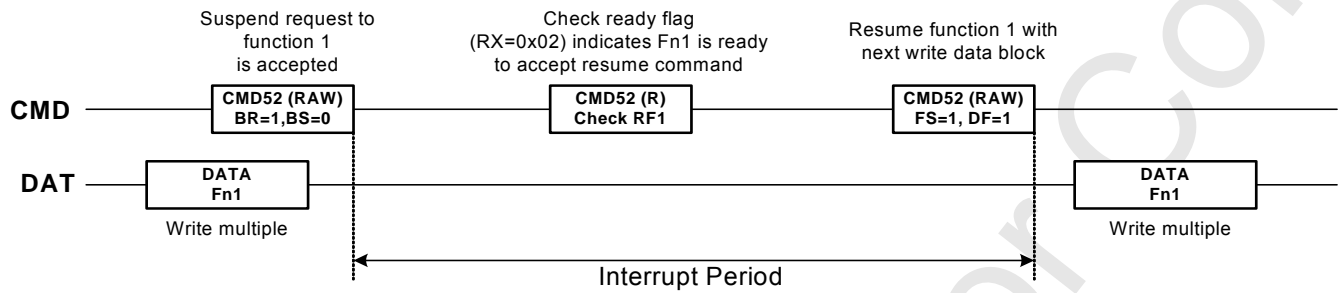 Suspend request to
function 1
is accepted
Check ready flag
(RX=0x02) indicates Fn1 is ready
to accept resume command
Resume function 1 with
next write data block
CMD
CMD52 (RAW)
BR=1,BS=0
CMD52 (R)
Check RF1
CMD52 (RAW)
FS=1, DF=1
DAT
DATA
Fn1
DATA
Fn1
Write multiple
Write multiple
Interrupt Period